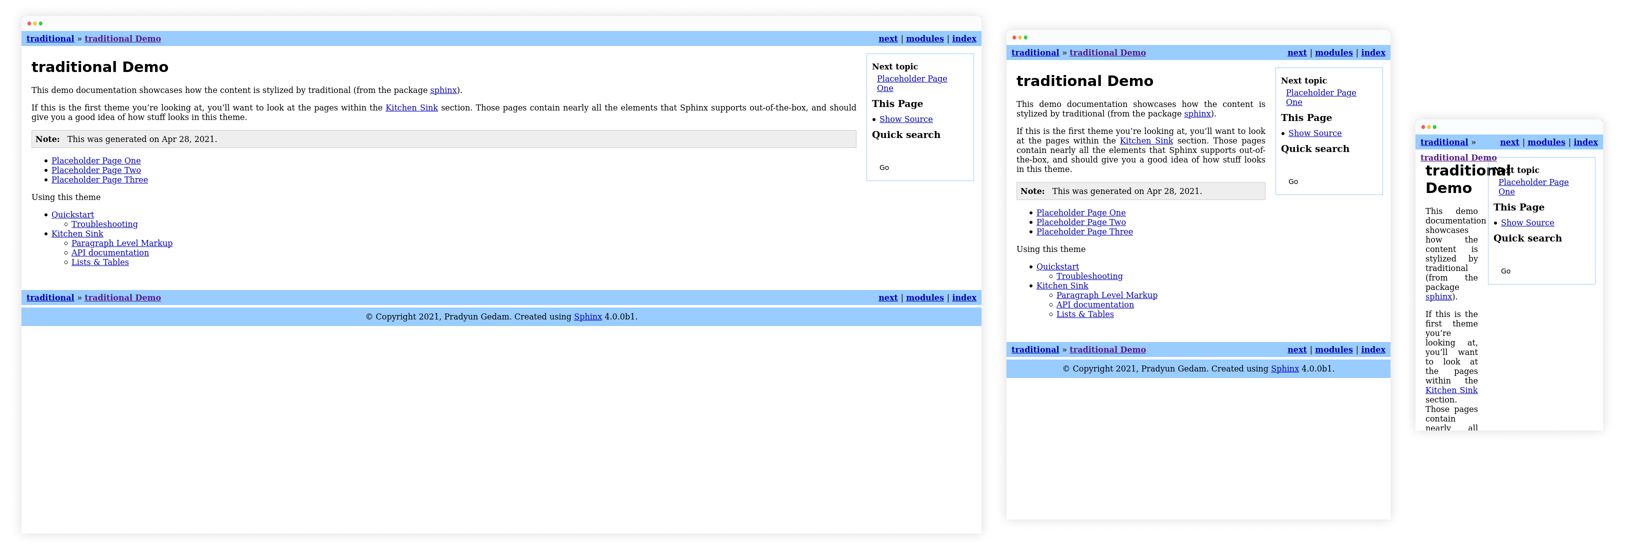 traditional » traditional Demo
next | modules | index
traditional Demo
This demo documentation showcases how the content is stylized by traditional (from the package sphinx).
If this is the first theme you’re looking at, you’ll want to look at the pages within the Kitchen Sink section. Those pages contain nearly all the elements that Sphinx supports out-of-the-box, and should
give you a good idea of how stuff looks in this theme.
Note: This was generated on Apr 28, 2021.
• Placeholder Page One
• Placeholder Page Two
• Placeholder Page Three
Using this theme
• Quickstart
◦ Troubleshooting
• Kitchen Sink
◦ Paragraph Level Markup
◦ API documentation
◦ Lists & Tables
Next topic
Placeholder Page
One
This Page
• Show Source
Quick search
Go
traditional » traditional Demo
next | modules | index
© Copyright 2021, Pradyun Gedam. Created using Sphinx 4.0.0b1.
traditional » traditional Demo
next | modules | index
traditional Demo
This demo documentation showcases how the content is
stylized by traditional (from the package sphinx).
If this is the first theme you’re looking at, you’ll want to look
at the pages within the Kitchen Sink section. Those pages
contain nearly all the elements that Sphinx supports out-of-
the-box, and should give you a good idea of how stuff looks
in this theme.
Note: This was generated on Apr 28, 2021.
• Placeholder Page One
• Placeholder Page Two
• Placeholder Page Three
Using this theme
• Quickstart
◦ Troubleshooting
• Kitchen Sink
◦ Paragraph Level Markup
◦ API documentation
◦ Lists & Tables
Next topic
Placeholder Page
One
This Page
• Show Source
Quick search
Go
traditional » traditional Demo
next | modules | index
© Copyright 2021, Pradyun Gedam. Created using Sphinx 4.0.0b1.
traditional »
next | modules | index
traditional Demo
traditional
Demo
This demo
documentation
showcases
how the
content is
stylized by
traditional
(from the
package
sphinx).
If this is the
first theme
you’re
looking at,
you’ll want
to look at
the pages
within the
Kitchen Sink
section.
Those pages
contain
nearly all
Next topic
Placeholder Page
One
This Page
• Show Source
Quick search
Go